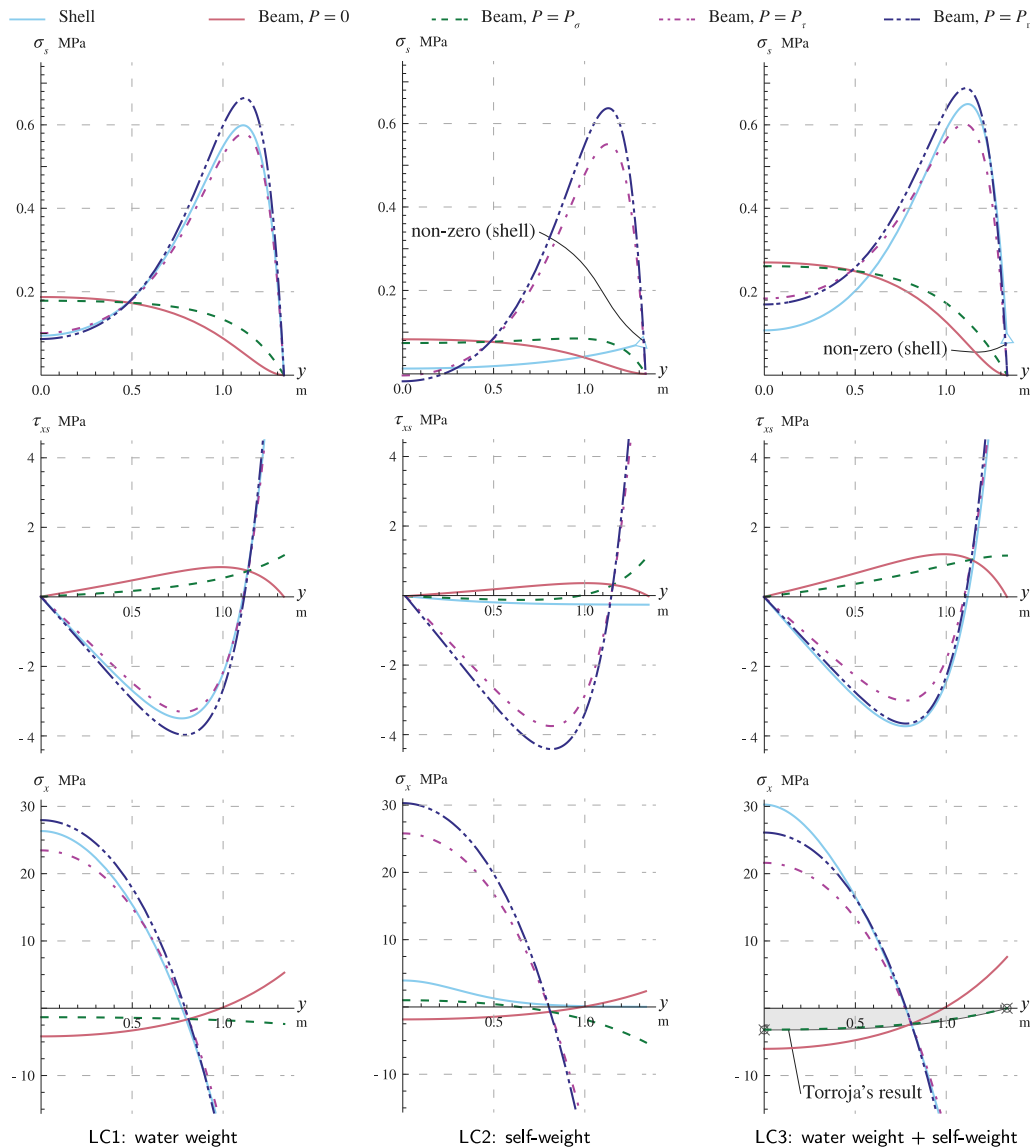 Shell Beam, P = 0 Beam, P = Pσ Beam, P = Pτ Beam, P = P
σs MPa
0.6
0.4
0.2
0.0 0.5 1.0 y
m
σs MPa
0.6
0.4
non-zero (shell)
0.2
0.0 0.5 1.0 y
m
σs MPa
0.6
0.4
0.2
non-zero (shell)
0.0 0.5 1.0 y
m
τxs MPa
4
2
0 0.5 1.0 y
m
- 2
- 4
τxs MPa
4
2
0 0.5 1.0 y
m
- 2
- 4
τxs MPa
4
2
0 0.5 1.0 y
m
- 2
- 4
σx MPa
30
20
10
0 0.5 1.0 y
m
- 10
LC1: water weight
σx MPa
30
20
10
0 0.5 1.0 y
m
- 10
LC2: self-weight
σx MPa
30
20
10
0 0.5 1.0 y
m
- 10
Torroja's result
LC3: water weight + self-weight